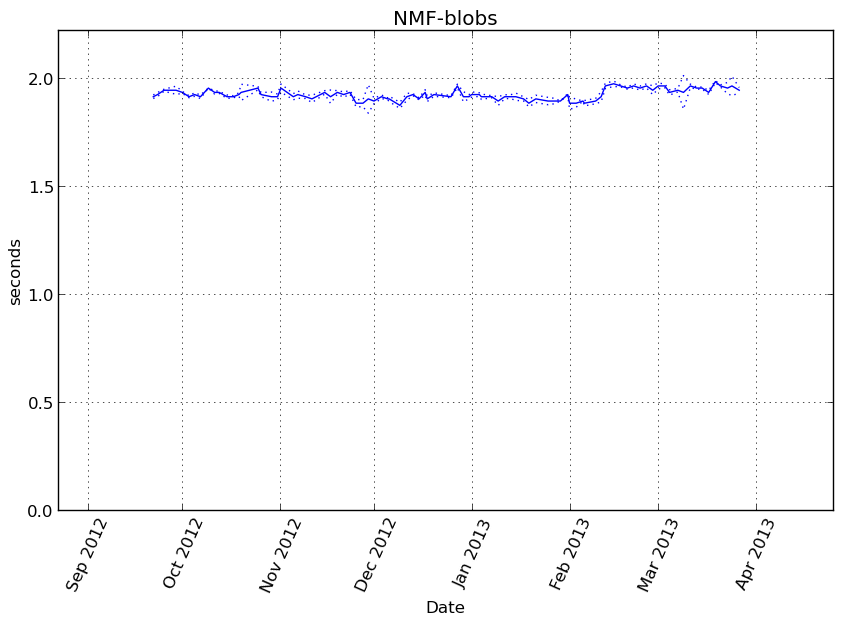 NMF-blobs
2.0
1.5
1.0
0.5
0.0
seconds
Sep 2012
Oct 2012
Nov 2012
Dec 2012
Jan 2013
Feb 2013
Mar 2013
Apr 2013
Date